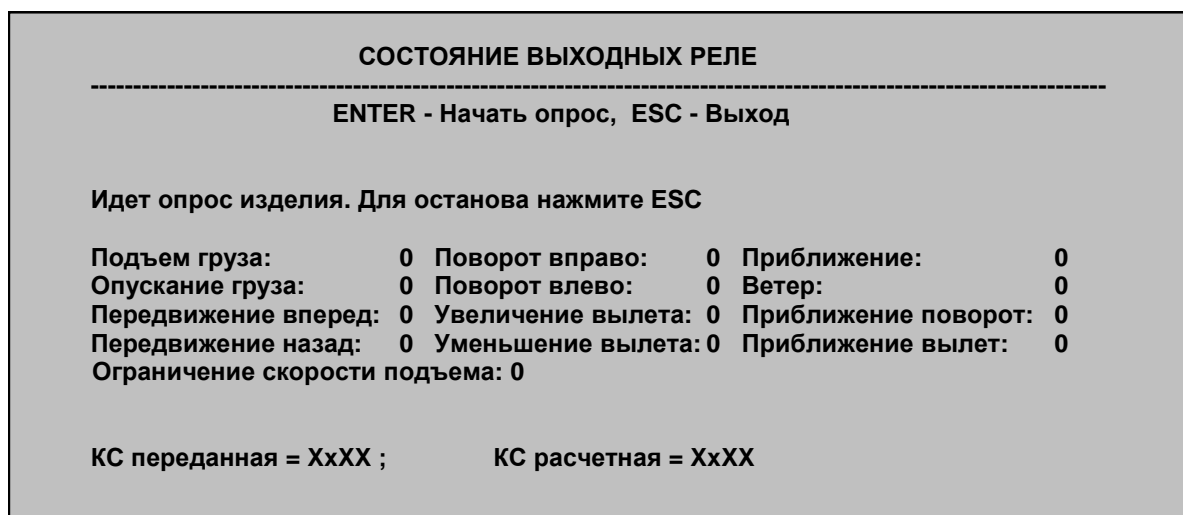 СОСТОЯНИЕ ВЫХОДНЫХ РЕЛЕ
ENTER - Начать опрос, ESC - Выход
Идет опрос изделия. Для останова нажмите ESC
Подъем груза: 0 Поворот вправо: 0 Приближение: 0
Опускание груза: 0 Поворот влево: 0 Ветер: 0
Передвижение вперед: 0 Увеличение вылета: 0 Приближение поворот: 0
Передвижение назад: 0 Уменьшение вылета: 0 Приближение вылет: 0
Ограничение скорости подъема: 0
КС переданная = XxXX ; КС расчетная = XxXX